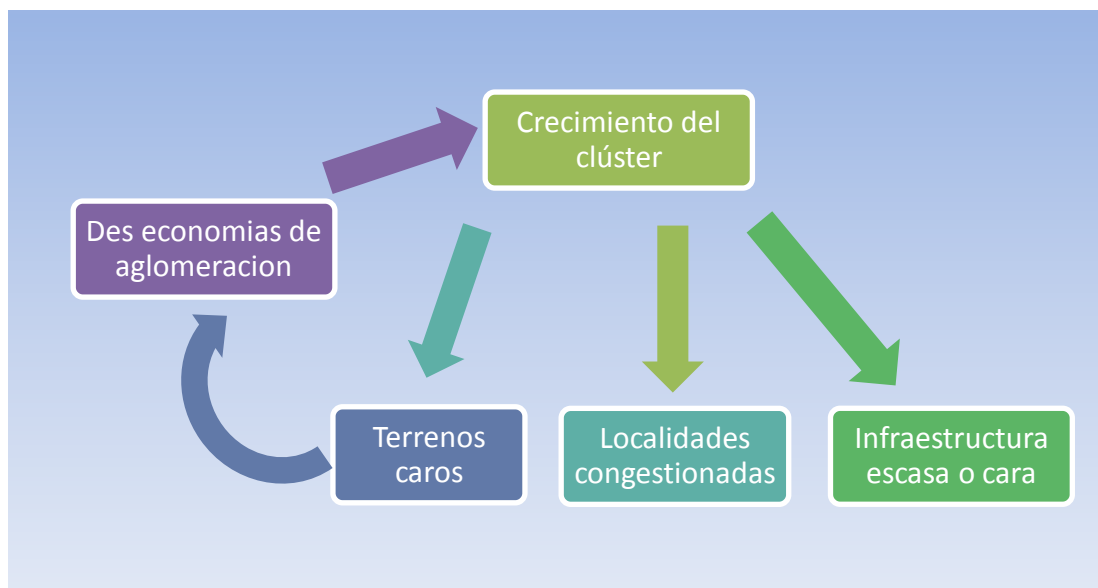 Crecimiento del
clúster
Des economias de
aglomeracion
Terrenos
caros
Localidades
congestionadas
Infraestructura
escasa o cara